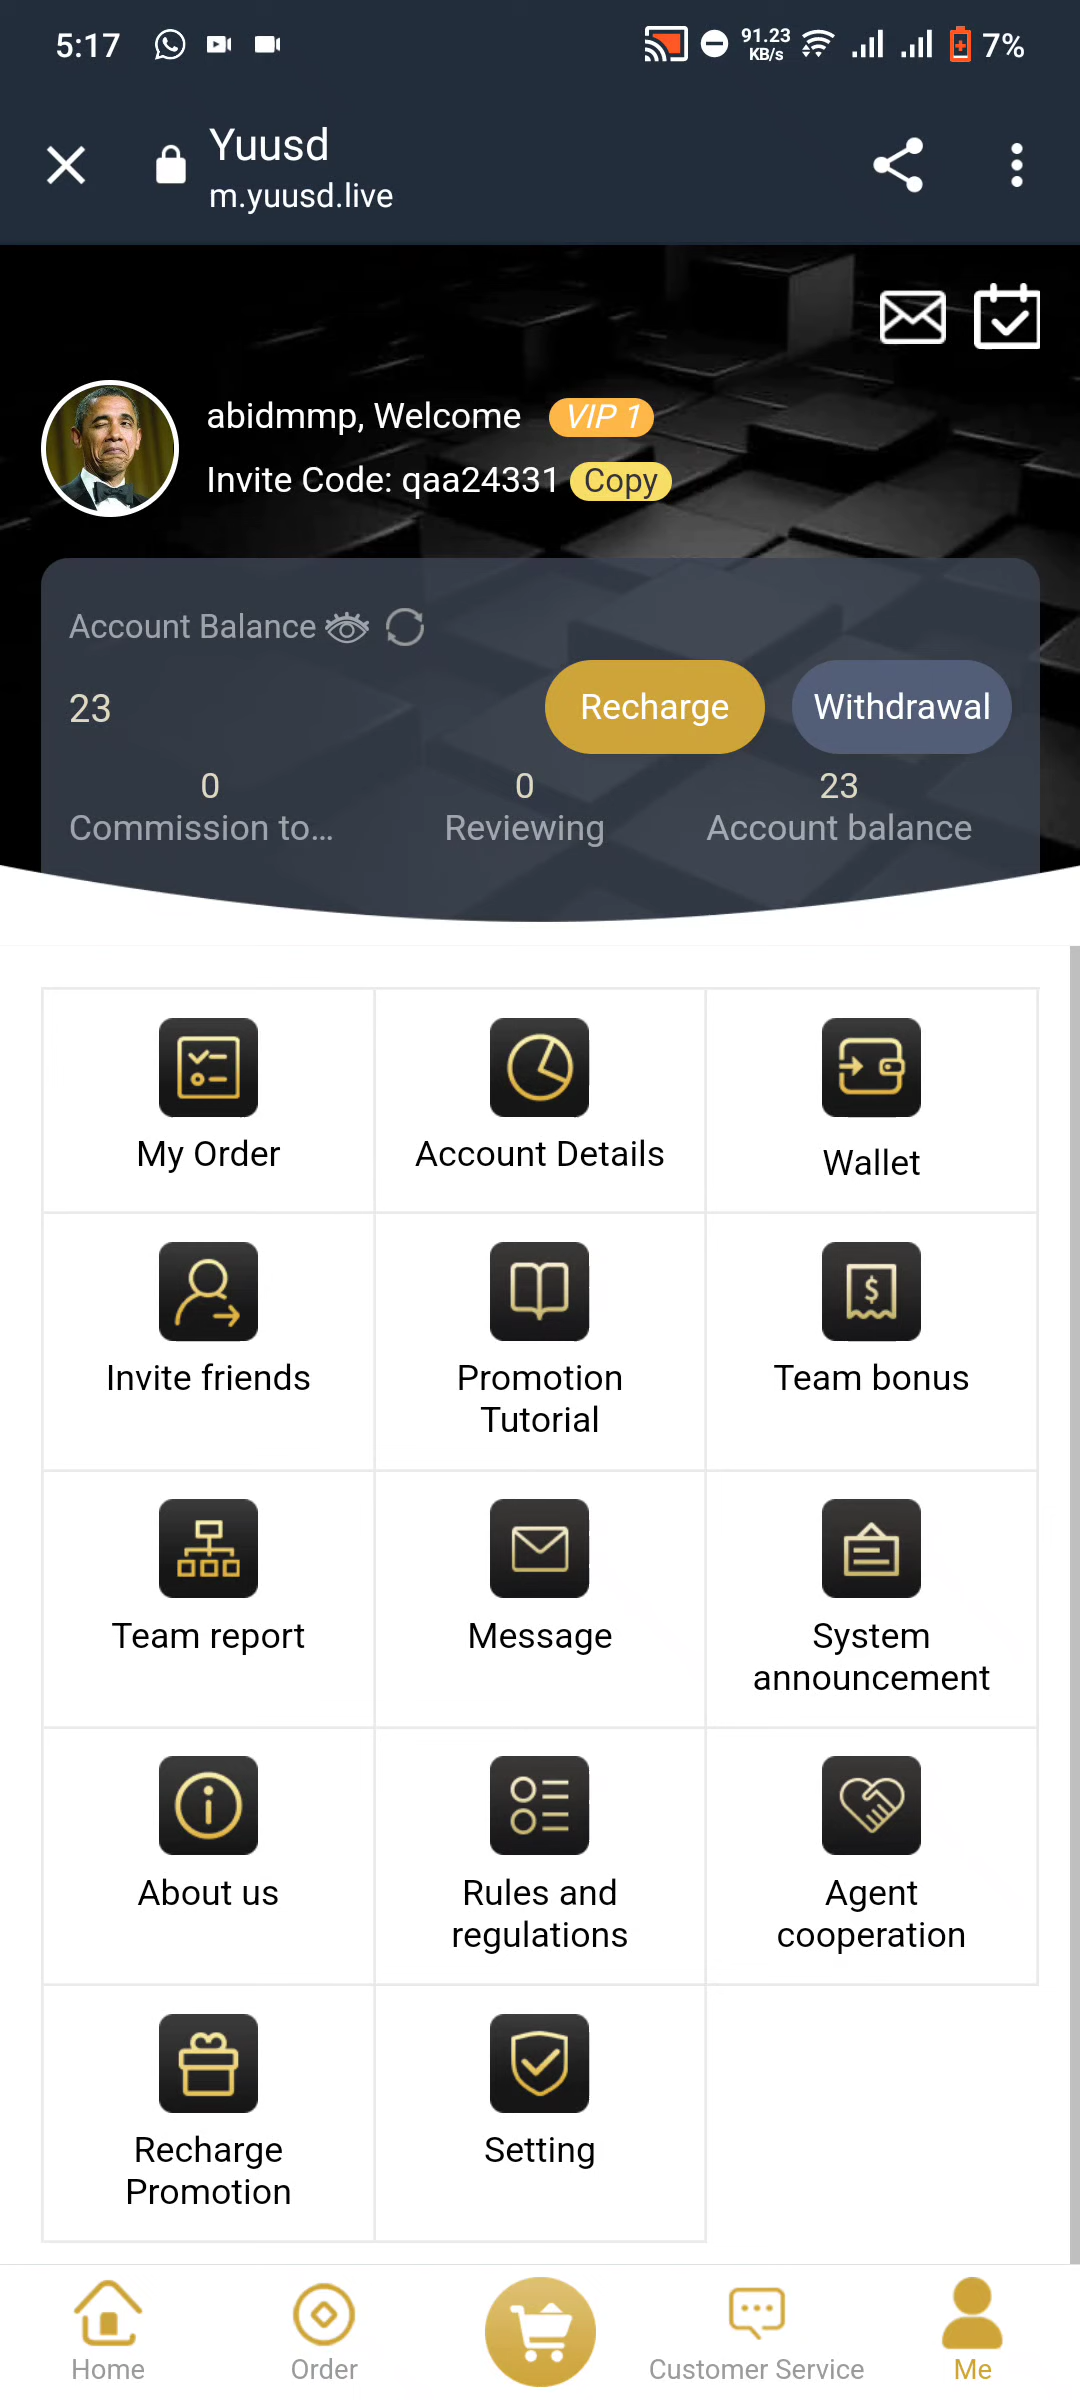 5:17
91.23
KB/s
7%
Yuusd
m.yuusd.live
abidmmp, Welcome VIP 1
Invite Code: qaa24331 Copy
Account Balance
23 Recharge Withdrawal
0 0 23
Commission to... Reviewing Account balance
My Order Account Details Wallet
Invite friends Promotion Tutorial Team bonus
Team report Message System announcement
About us Rules and regulations Agent cooperation
Recharge Promotion Setting
Home Order Customer Service Me